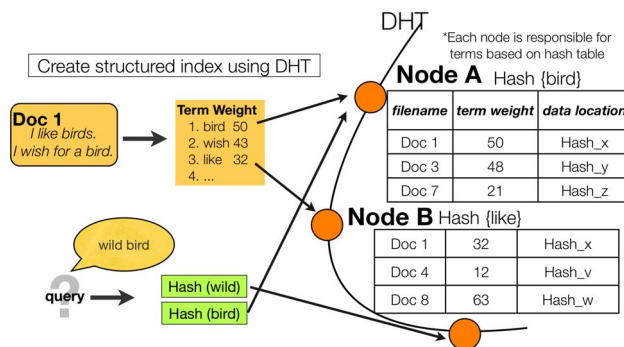 DHT
*Each node is responsible for
terms based on hash table
Create structured index using DHT
Node A Hash {bird}
filename term weight data location
Doc 1 50 Hash_x
Doc 3 48 Hash_y
Doc 7 21 Hash_z
Doc 1
I like birds.
I wish for a bird.
Term Weight
1. bird 50
2. wish 43
3. like 32
4. ...
Node B Hash {like}
Doc 1 32 Hash_x
Doc 4 12 Hash_v
Doc 8 63 Hash_w
wild bird
?
query
Hash (wild)
Hash (bird)